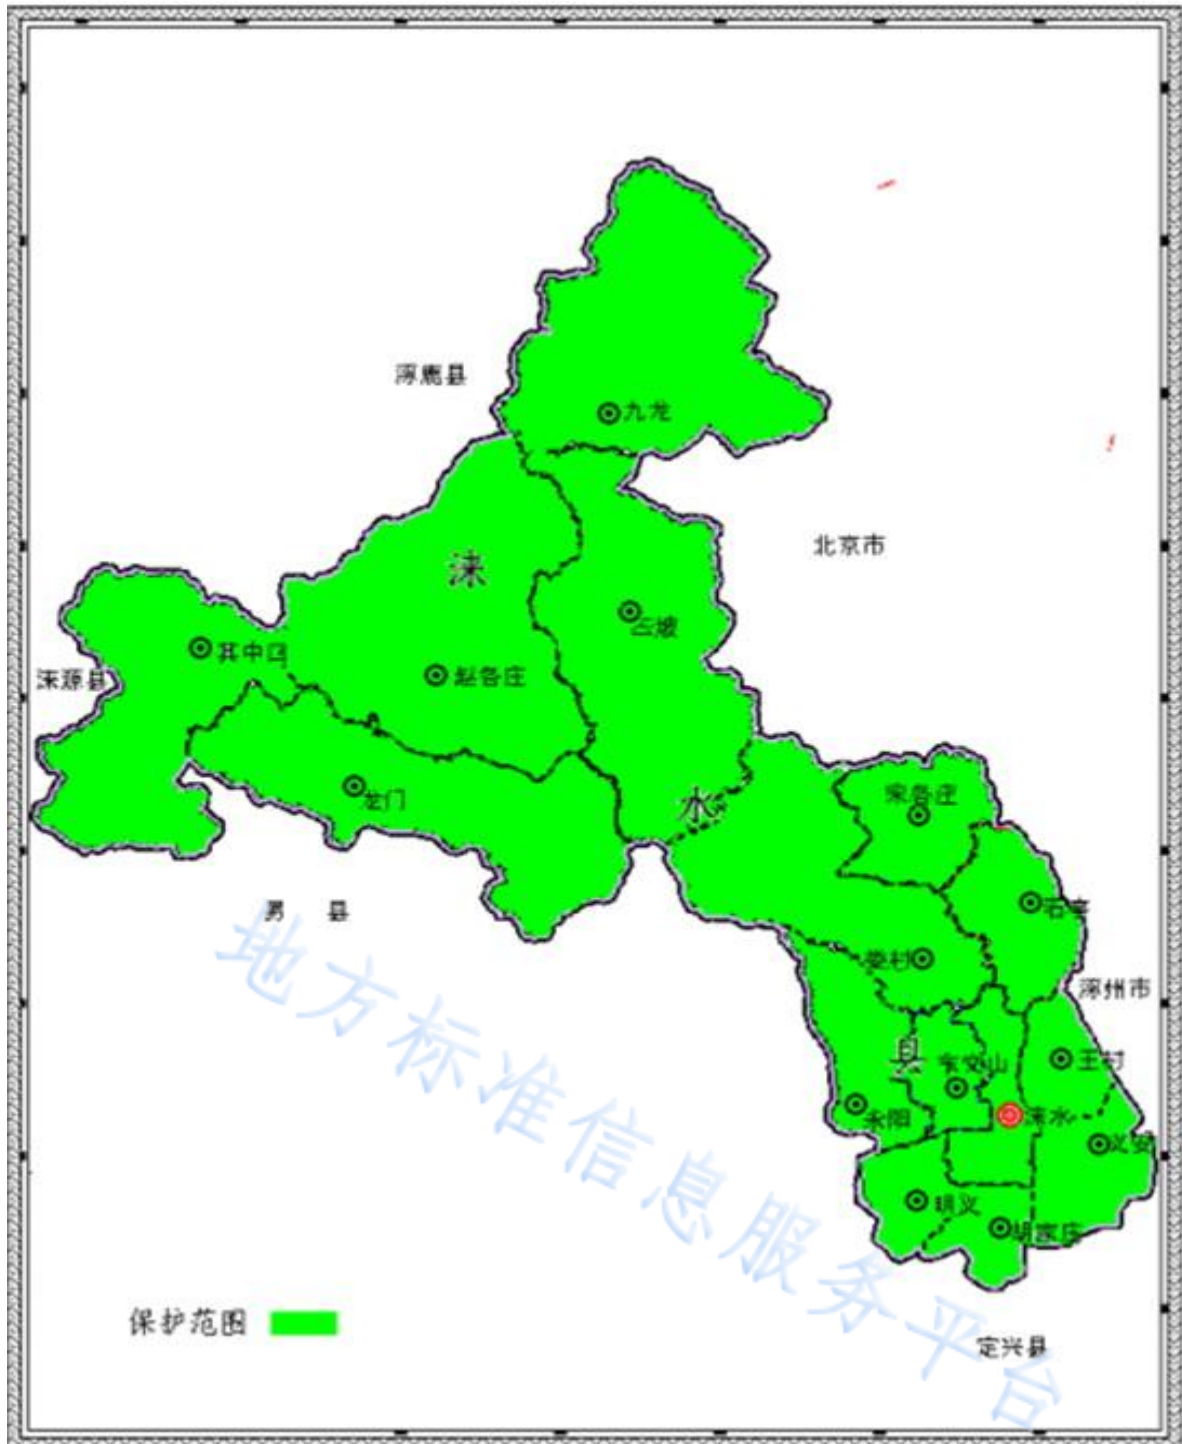 涿鹿县
九龙
北京市
涞
三坡
其中口
涞源县
赵各庄
龙门
水
宋各庄
易 县
石亭
娄村
涿州市
县
东文山
王村
永阳
涞水
义安
明义
胡家庄
保护范围
定兴县
地方标准信息服务平台